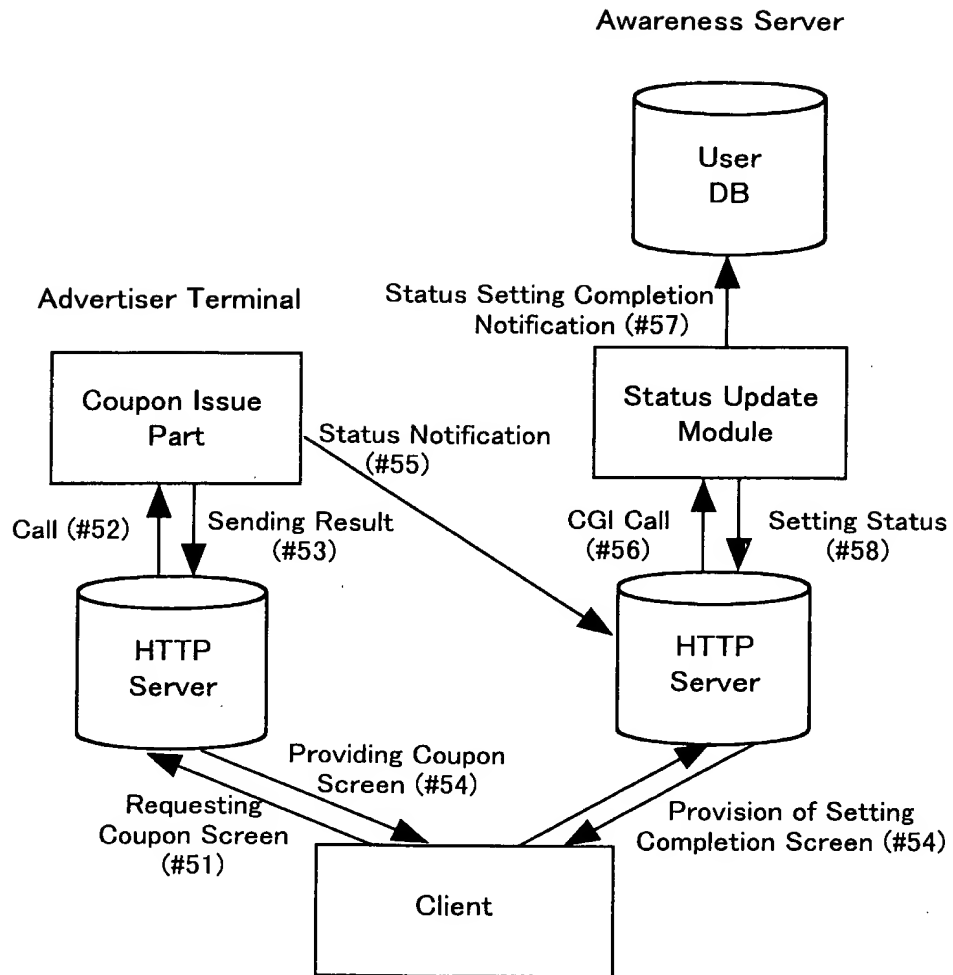 Awareness Server
User
DB
Advertiser Terminal
Status Setting Completion
Notification (#57)
Coupon Issue
Part
Status Update
Module
Status Notification
(#55)
Call (#52)
Sending Result
(#53)
CGI Call
(#56)
Setting Status
(#58)
HTTP
Server
HTTP
Server
Providing Coupon
Screen (#54)
Requesting
Coupon Screen
(#51)
Provision of Setting
Completion Screen (#54)
Client